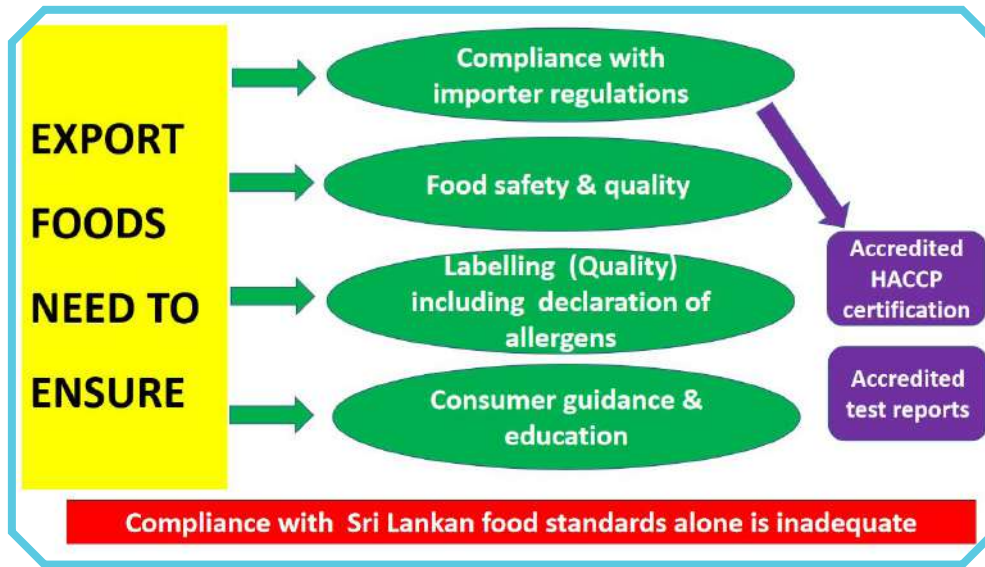 EXPORT
FOODS
NEED TO
ENSURE
Compliance with
importer regulations
Food safety & quality
Labelling (Quality)
including declaration of
allergens
Consumer guidance &
education
Accredited
HACCP
certification
Accredited
test reports
Compliance with Sri Lankan food standards alone is inadequate